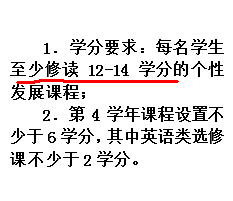 1．学分要求：每名学生
至少修读 12-14 学分的个性
发展课程；
2．第 4 学年课程设置不
少于 6 学分，其中英语类选修
课不少于 2 学分。